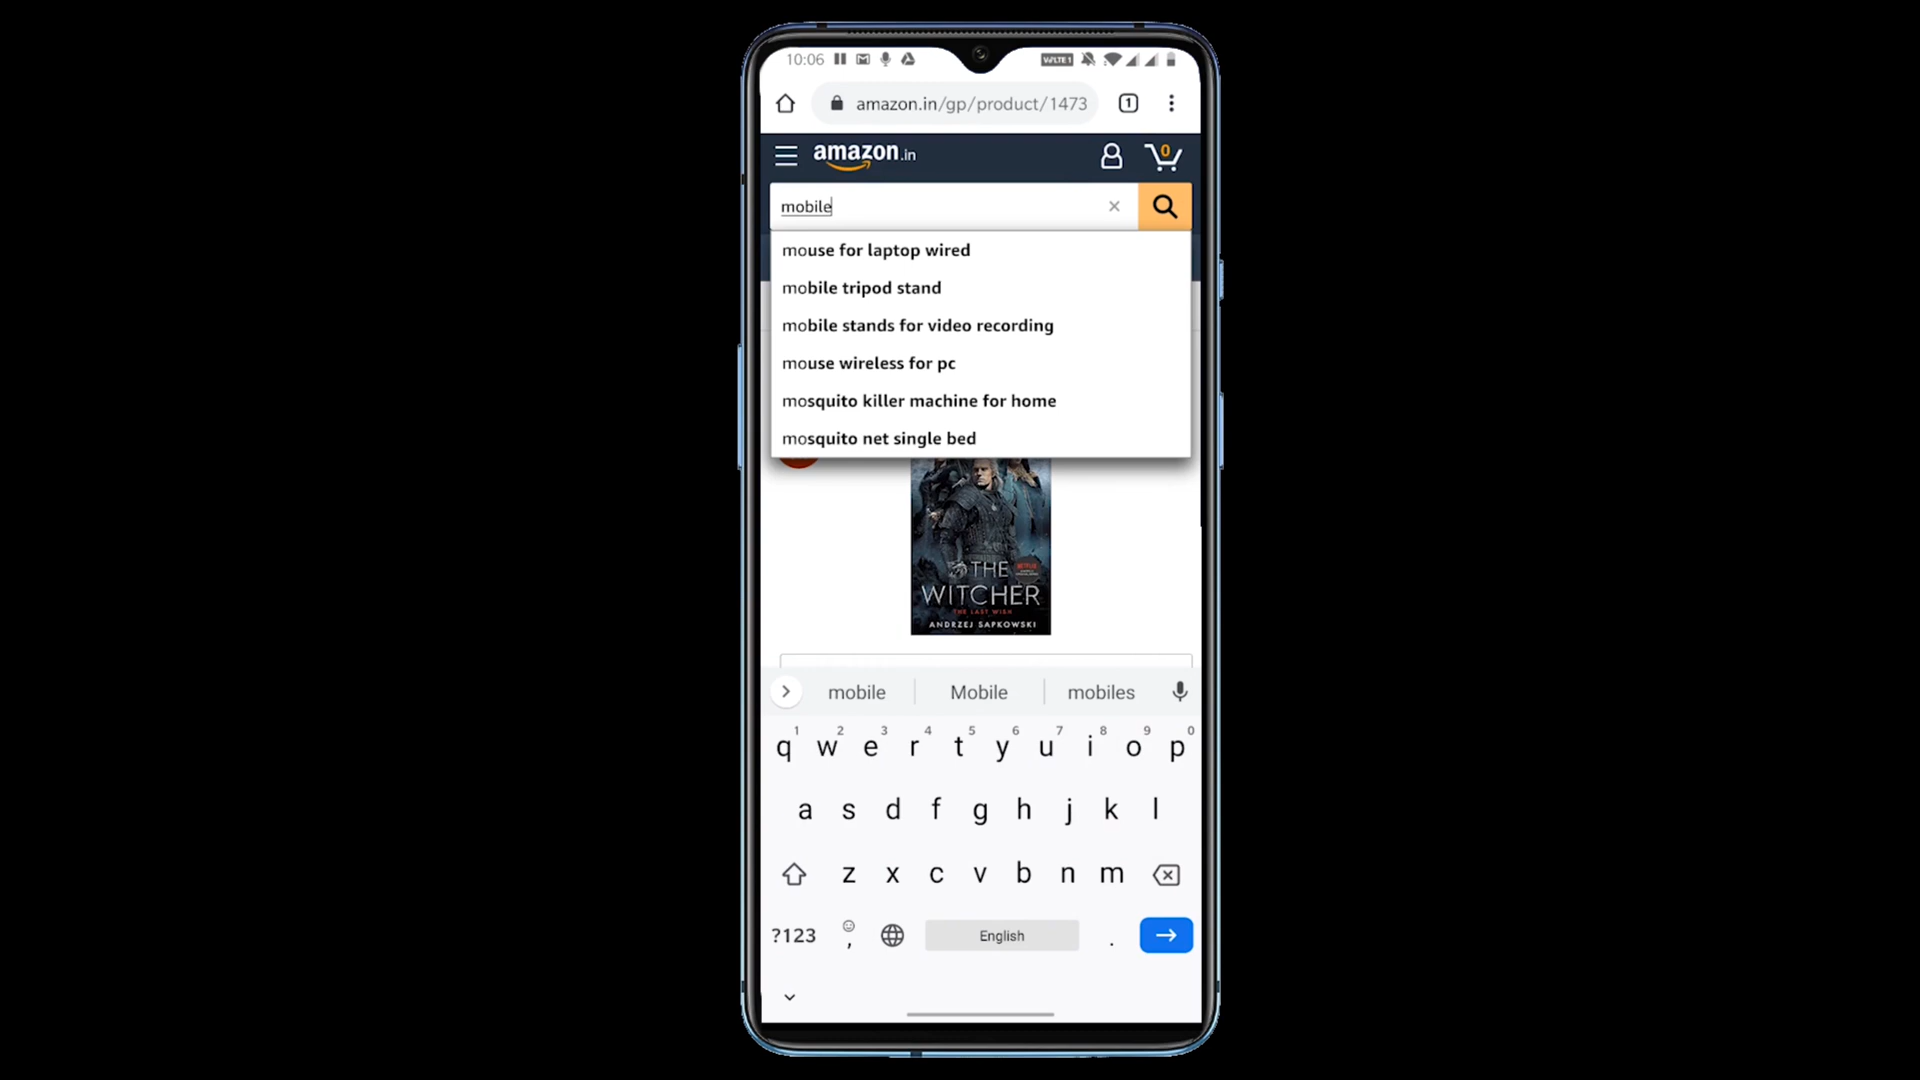 10:06 VoLTE1
amazon.in/gp/product/1473 1
amazon.in 0
mobile
mouse for laptop wired
mobile tripod stand
mobile stands for video recording
mouse wireless for pc
mosquito killer machine for home
mosquito net single bed
THE
WITCHER
THE LAST WISH
ANDRZEJ SAPKOWSKI
mobile Mobile mobiles
1 2 3 4 5 6 7 8 9 0
q w e r t y u i o p
a s d f g h j k l
z x c v b n m
?123 , English .